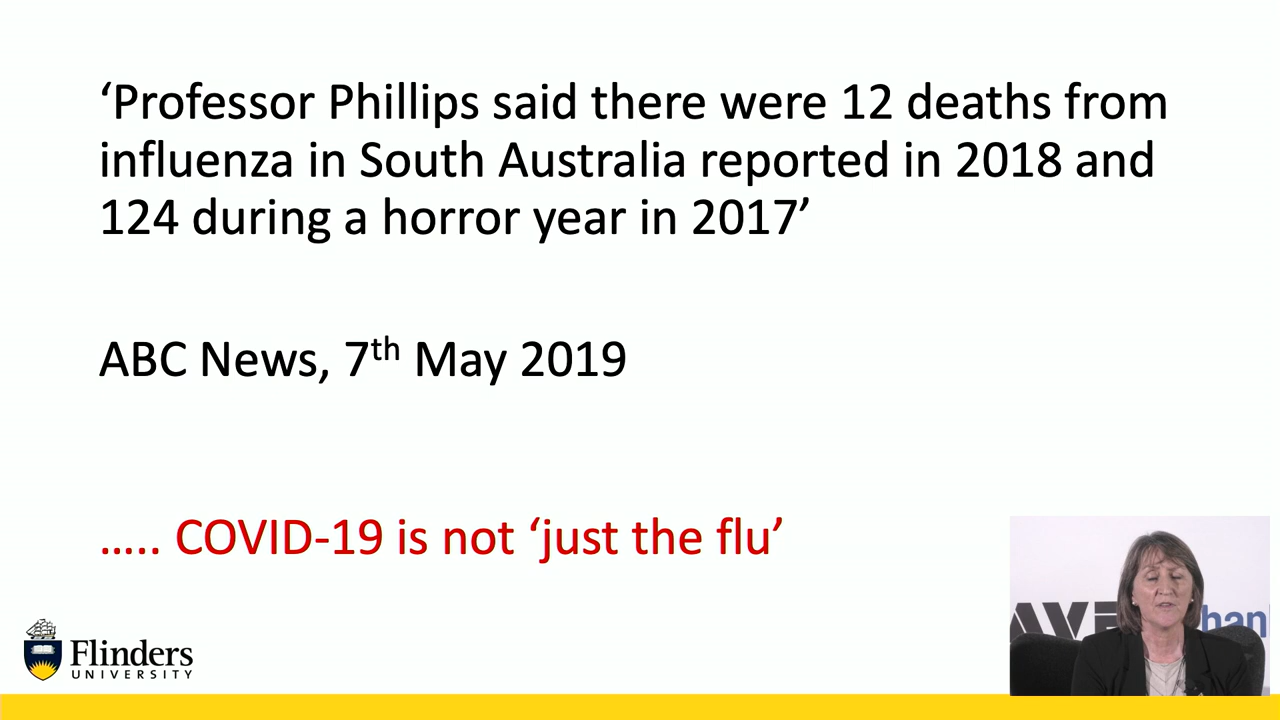 ‘Professor Phillips said there were 12 deaths from
influenza in South Australia reported in 2018 and
124 during a horror year in 2017’
ABC News, 7th May 2019
..... COVID-19 is not ‘just the flu’
Flinders
UNIVERSITY